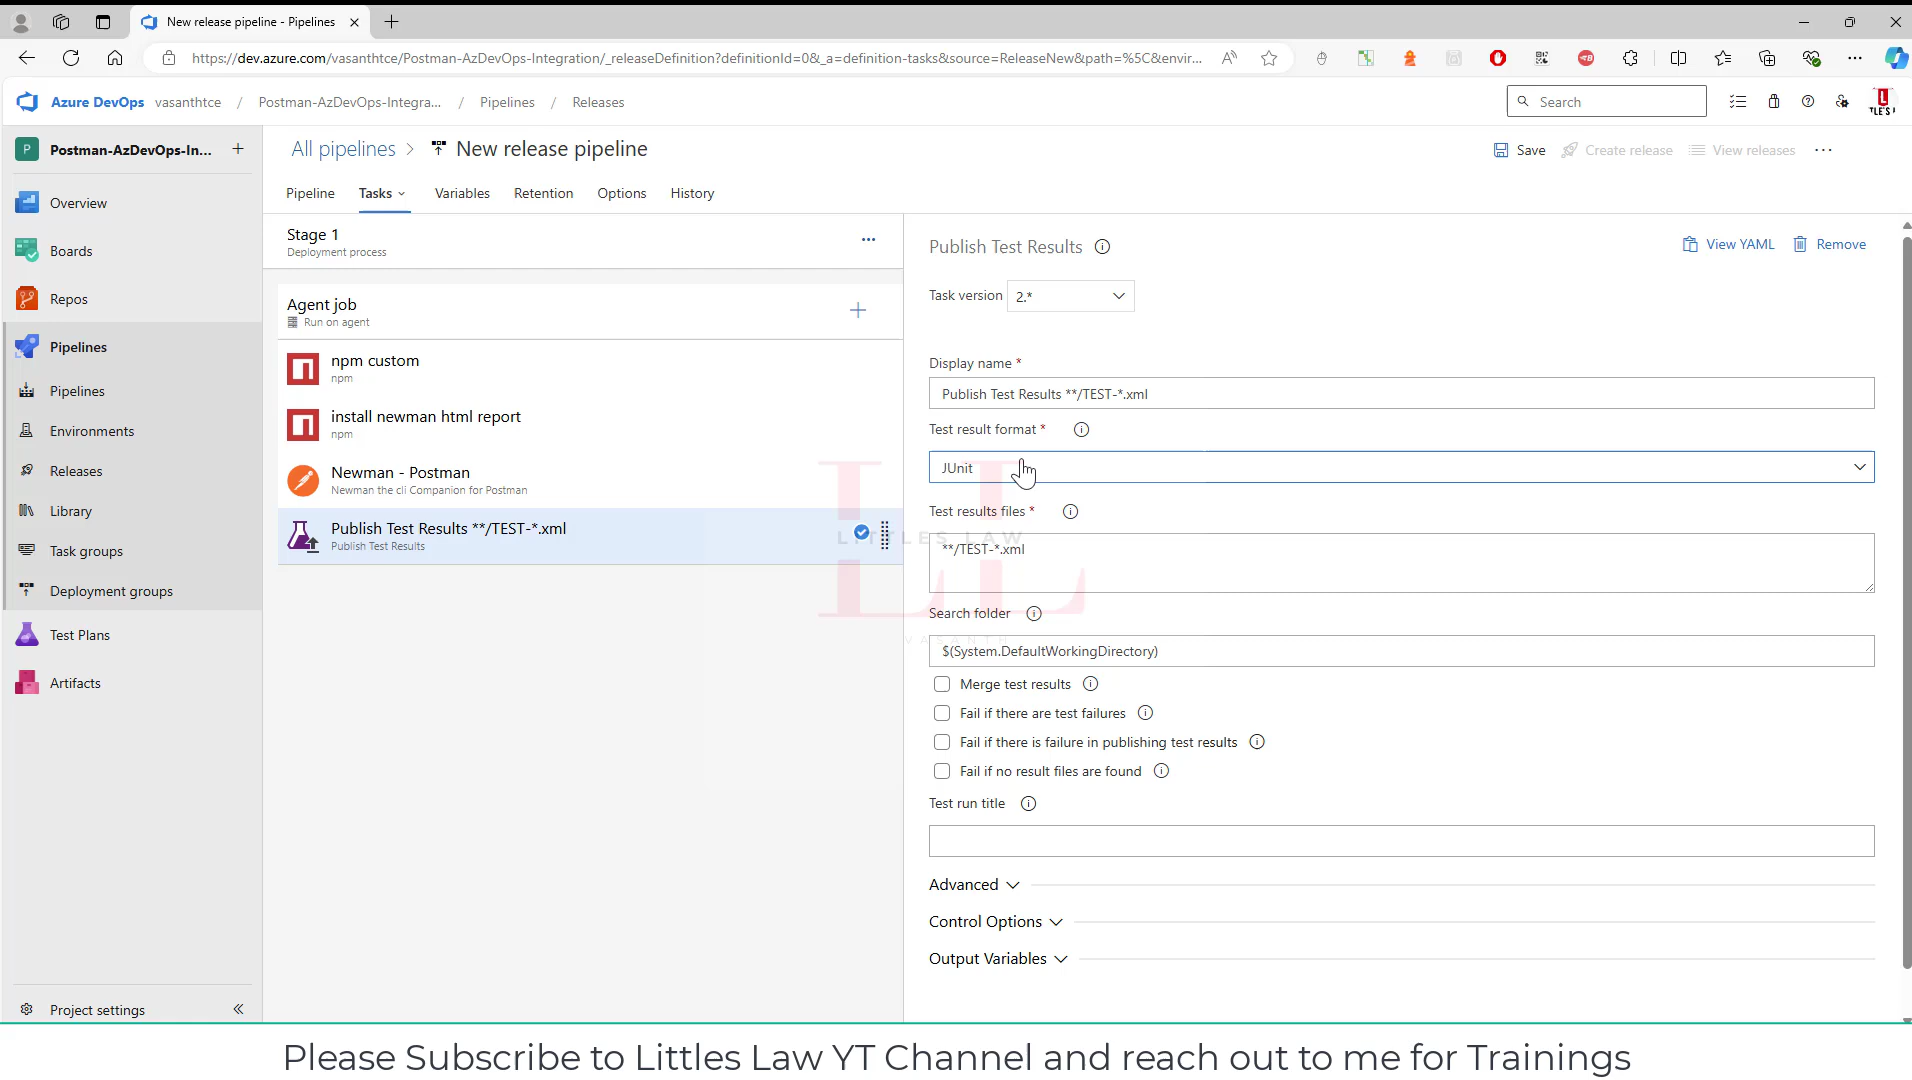 New release pipeline - Pipelines
https://dev.azure.com/vasanthtce/Postman-AzDevOps-Integration/_releaseDefinition?definitionId=0&_a=definition-tasks&source=ReleaseNew&path=%5C&envir...
Azure DevOps vasanthtce / Postman-AzDevOps-Integra... / Pipelines / Releases
Search
P Postman-AzDevOps-In...
All pipelines > New release pipeline
Save Create release View releases
Pipeline Tasks Variables Retention Options History
Overview
Boards
Repos
Pipelines
Pipelines
Environments
Releases
Library
Task groups
Deployment groups
Test Plans
Artifacts
Project settings
Stage 1
Deployment process
Agent job
Run on agent
npm custom
npm
install newman html report
npm
Newman - Postman
Newman the cli Companion for Postman
Publish Test Results **/TEST-*.xml
Publish Test Results
Publish Test Results
View YAML Remove
Task version 2.*
Display name *
Publish Test Results **/TEST-*.xml
Test result format *
JUnit
Test results files *
**/TEST-*.xml
Search folder
$(System.DefaultWorkingDirectory)
Merge test results
Fail if there are test failures
Fail if there is failure in publishing test results
Fail if no result files are found
Test run title
Advanced
Control Options
Output Variables
LITTLES LAW
LL
VASANTH
Please Subscribe to Littles Law YT Channel and reach out to me for Trainings